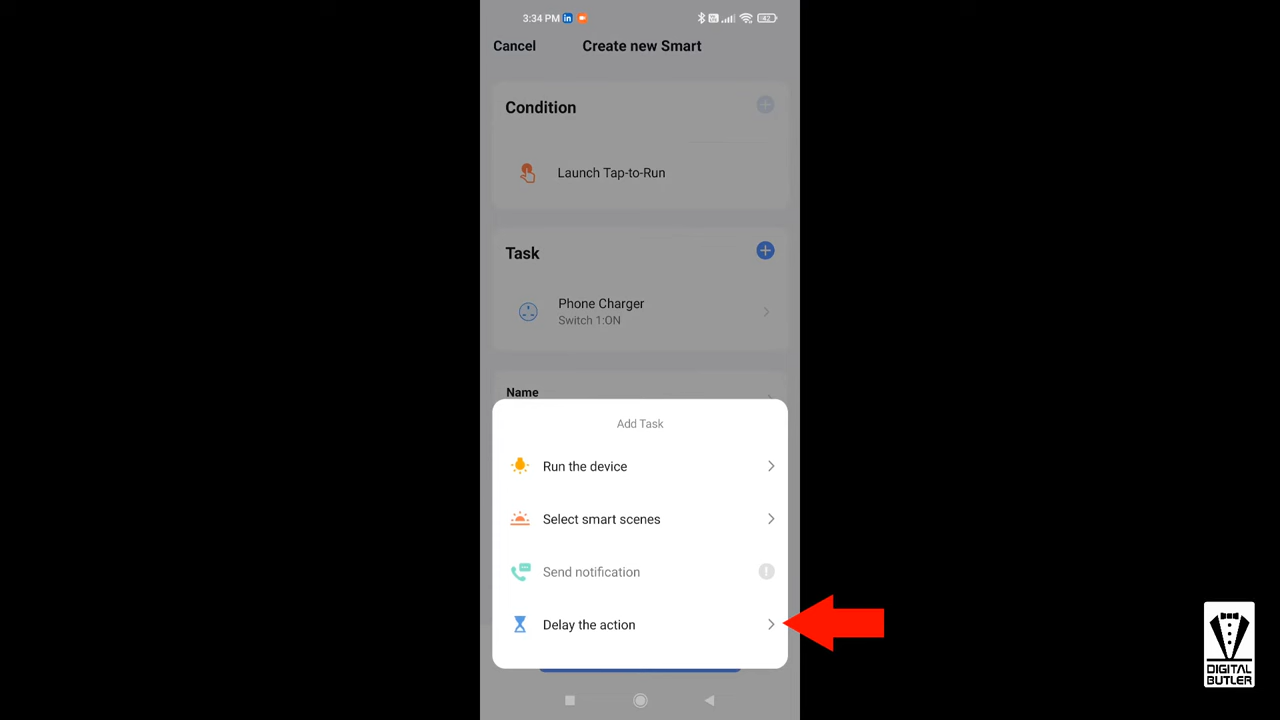 3:34 PM
42
Cancel
Create new Smart
Condition
Launch Tap-to-Run
Task
Phone Charger
Switch 1:ON
Name
Add Task
Run the device
Select smart scenes
Send notification
Delay the action
DIGITAL
BUTLER